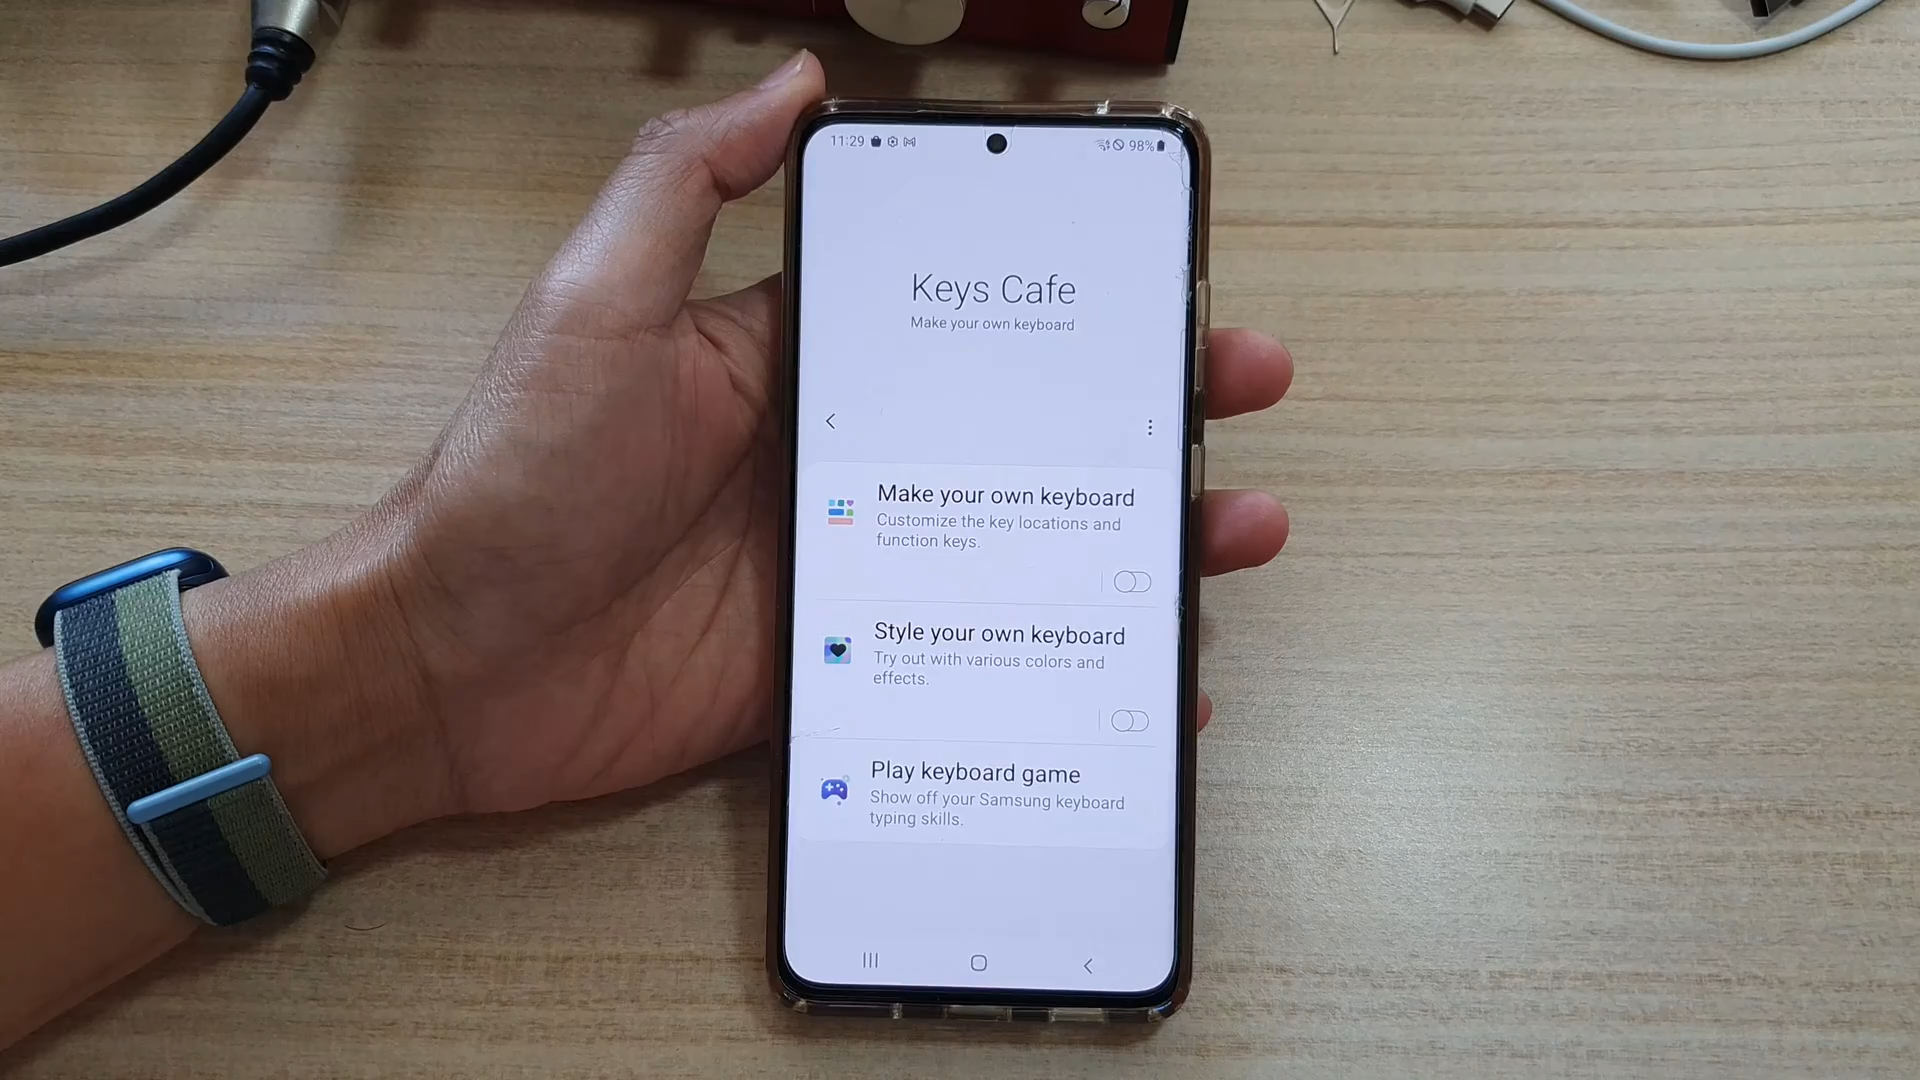 11:29
98%
Keys Cafe
Make your own keyboard
Make your own keyboard
Customize the key locations and
function keys.
Style your own keyboard
Try out with various colors and
effects.
Play keyboard game
Show off your Samsung keyboard
typing skills.